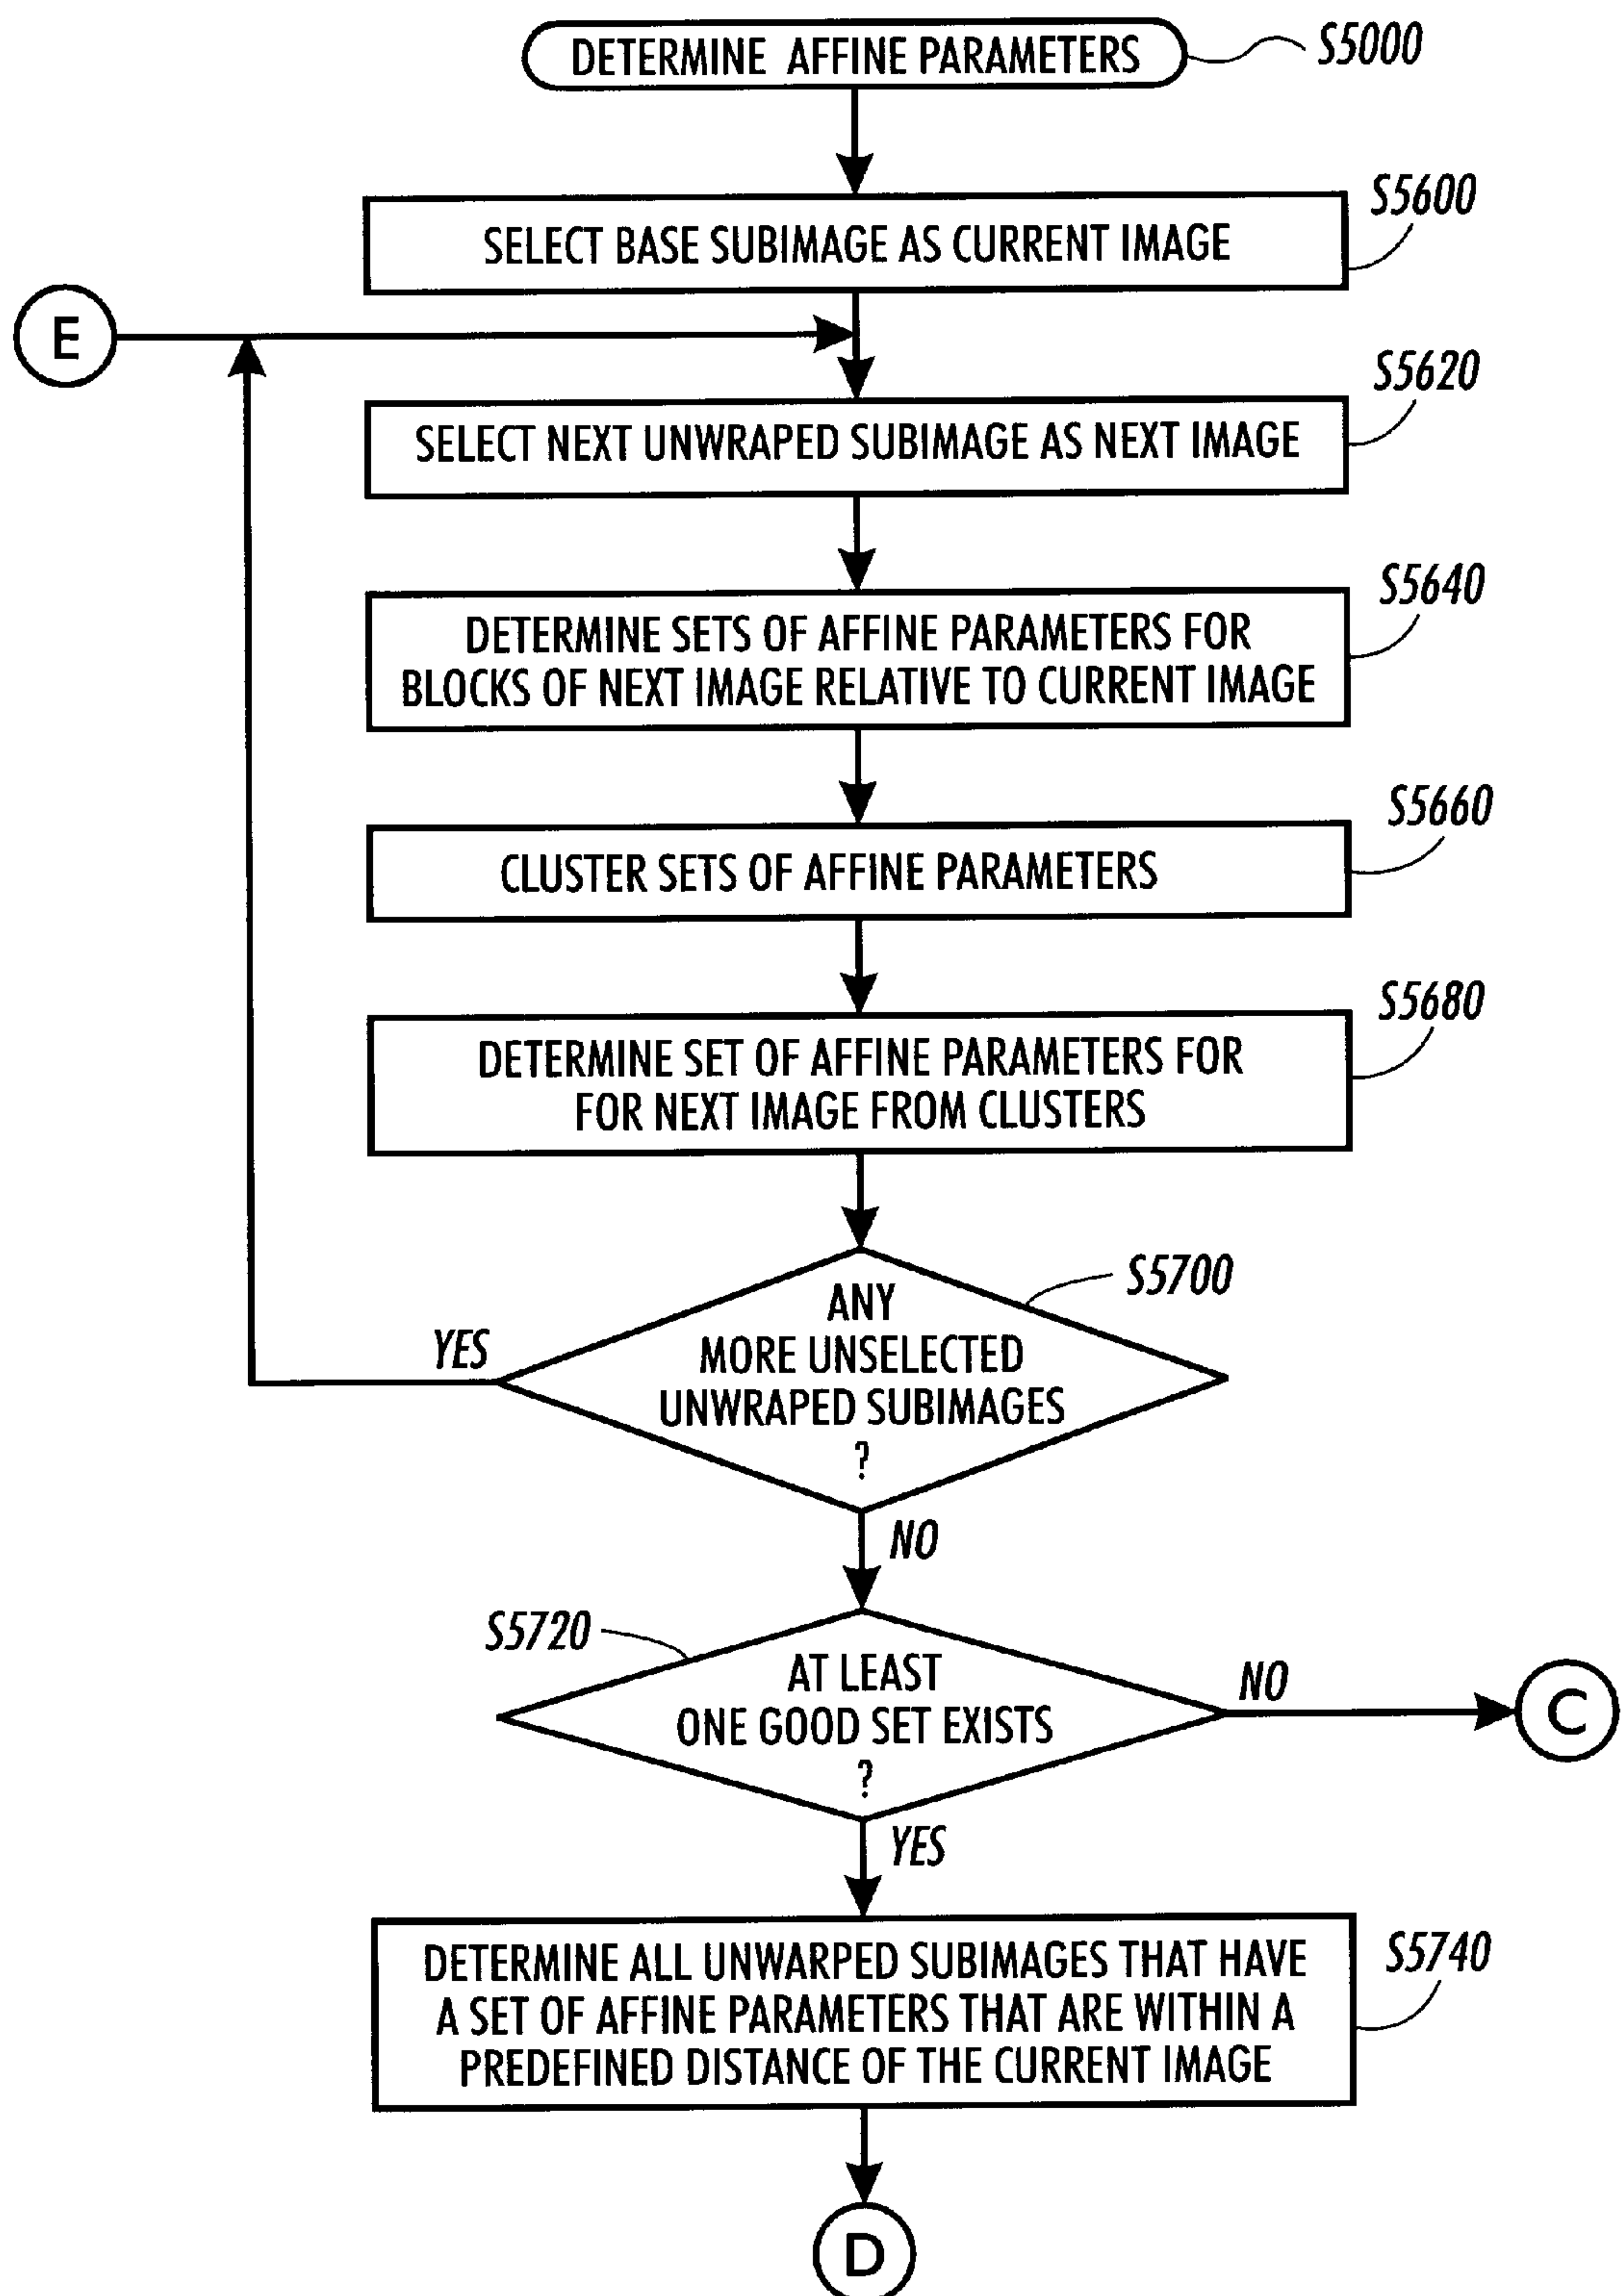 DETERMINE AFFINE PARAMETERS
S5000
SELECT BASE SUBIMAGE AS CURRENT IMAGE
S5600
E
SELECT NEXT UNWRAPED SUBIMAGE AS NEXT IMAGE
S5620
DETERMINE SETS OF AFFINE PARAMETERS FOR
BLOCKS OF NEXT IMAGE RELATIVE TO CURRENT IMAGE
S5640
CLUSTER SETS OF AFFINE PARAMETERS
S5660
DETERMINE SET OF AFFINE PARAMETERS FOR
FOR NEXT IMAGE FROM CLUSTERS
S5680
ANY
MORE UNSELECTED
UNWRAPED SUBIMAGES
?
S5700
YES
NO
AT LEAST
ONE GOOD SET EXISTS
?
S5720
NO
C
YES
DETERMINE ALL UNWARPED SUBIMAGES THAT HAVE
A SET OF AFFINE PARAMETERS THAT ARE WITHIN A
PREDEFINED DISTANCE OF THE CURRENT IMAGE
S5740
D